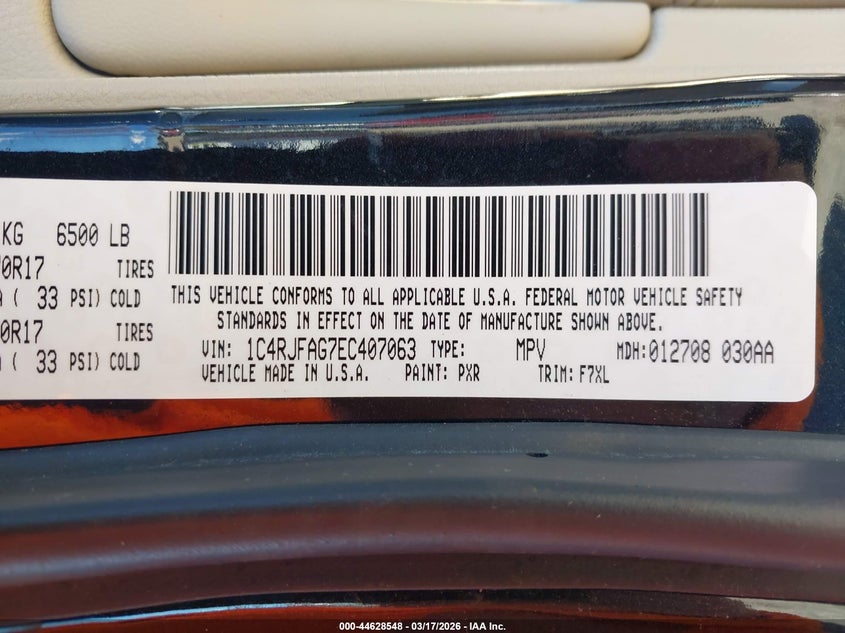 KG 6500 LB
0R17 TIRES
( 33 PSI) COLD
0R17 TIRES
( 33 PSI) COLD
THIS VEHICLE CONFORMS TO ALL APPLICABLE U.S.A. FEDERAL MOTOR VEHICLE SAFETY
STANDARDS IN EFFECT ON THE DATE OF MANUFACTURE SHOWN ABOVE.
VIN: 1C4RJFAG7EC407063 TYPE: MPV MDH:012708 030AA
VEHICLE MADE IN U.S.A. PAINT: PXR TRIM: F7XL
000-44628548 - 03/17/2026 - IAA Inc.